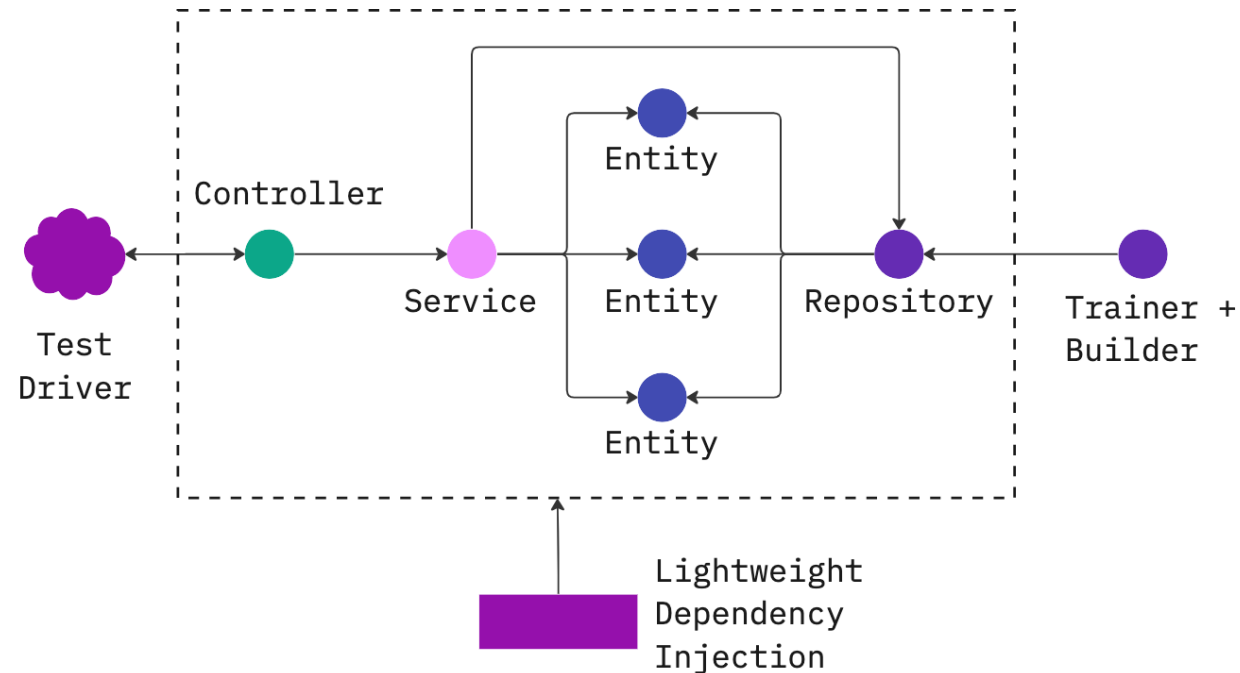 Controller
Entity
Service
Entity
Repository
Trainer +
Builder
Test
Driver
Entity
Lightweight
Dependency
Injection